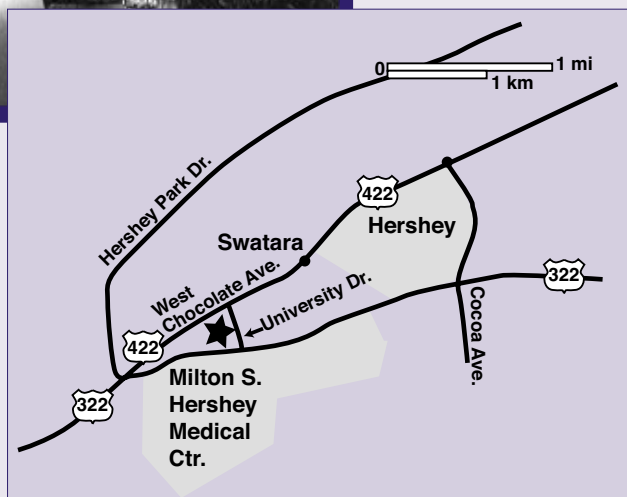 0
1 mi
1 km
Hershey Park Dr.
422
Hershey
Swatara
322
West
Chocolate Ave.
University Dr.
Cocoa Ave.
422
322
Milton S.
Hershey
Medical
Ctr.